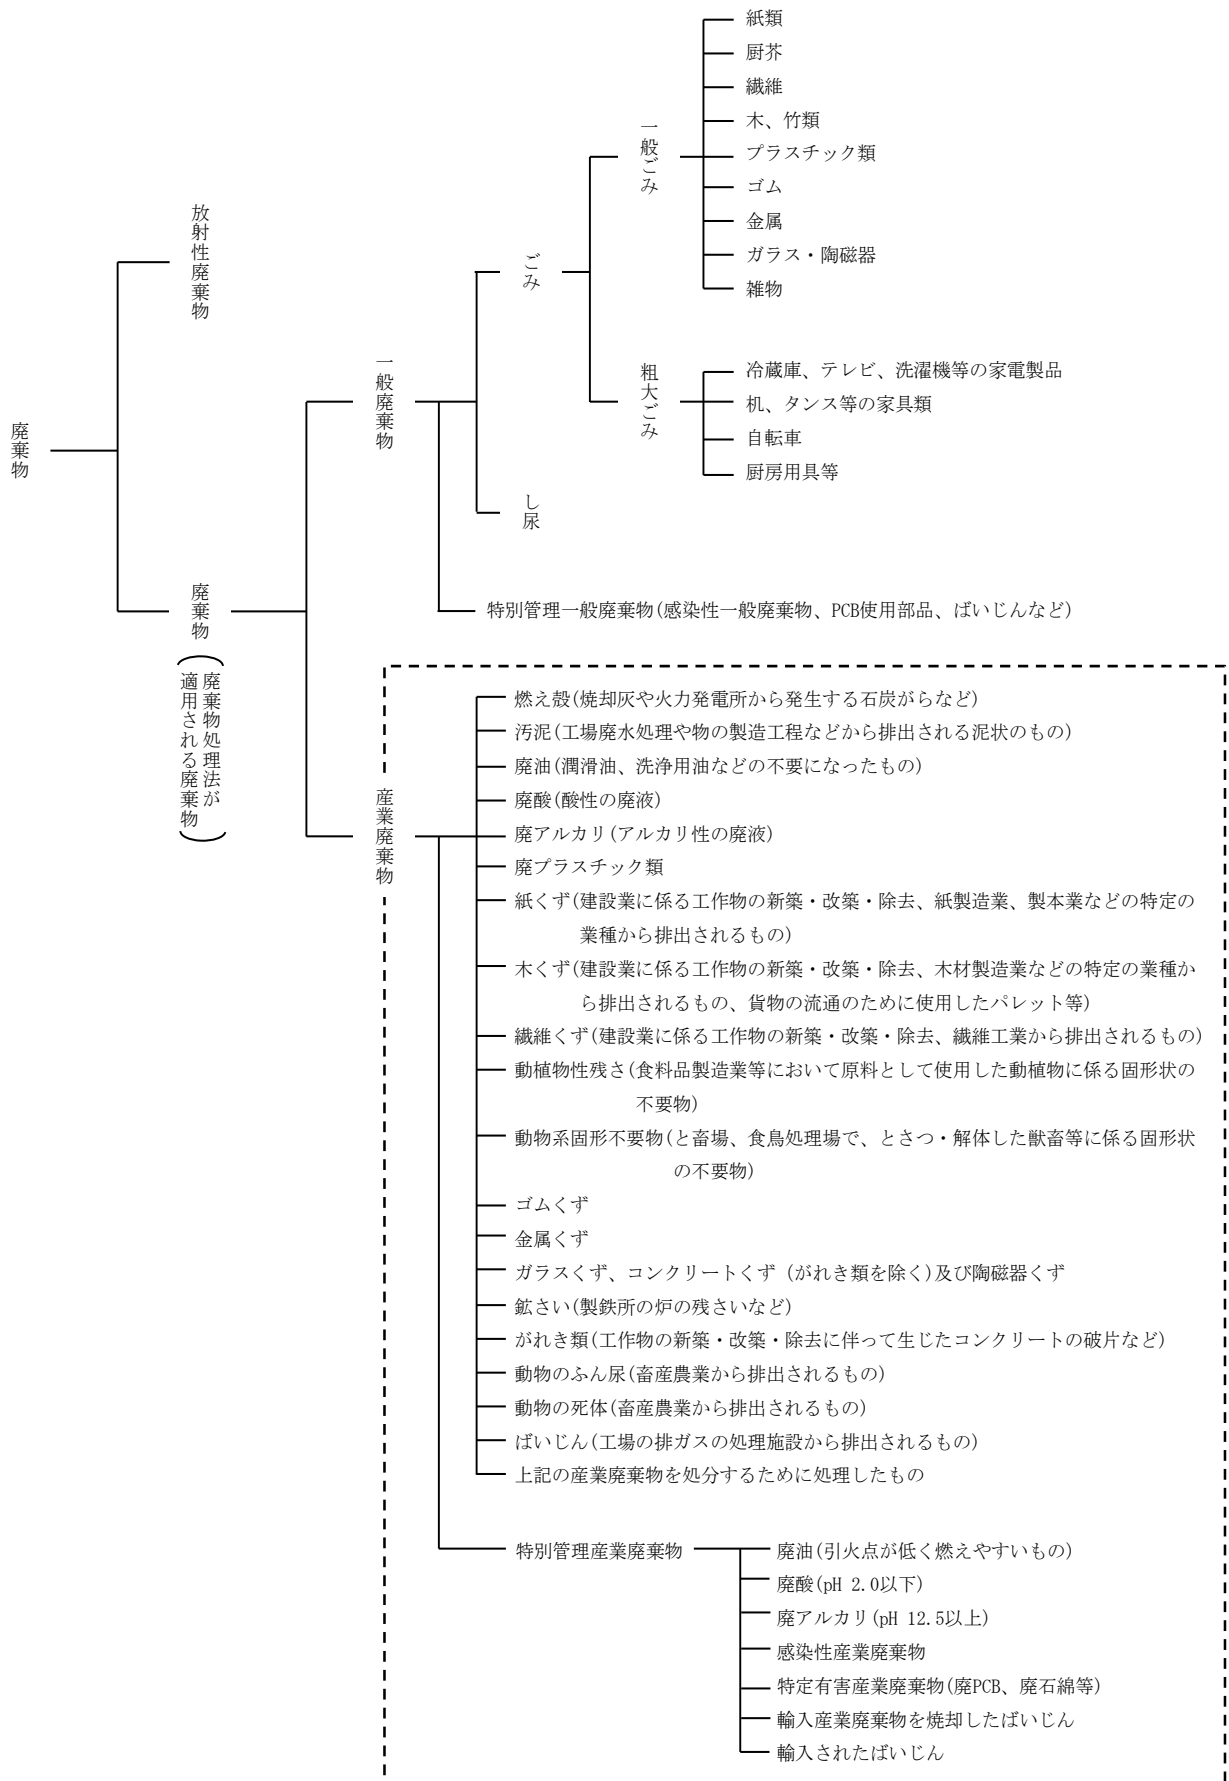 廃棄物
放射性廃棄物
廃棄物
廃棄物処理法が
適用される廃棄物
一般廃棄物
ごみ
一般ごみ
紙類
厨芥
繊維
木、竹類
プラスチック類
ゴム
金属
ガラス・陶磁器
雑物
粗大ごみ
冷蔵庫、テレビ、洗濯機等の家電製品
机、タンス等の家具類
自転車
厨房用具等
し尿
特別管理一般廃棄物(感染性一般廃棄物、PCB使用部品、ばいじんなど)
産業廃棄物
燃え殻(焼却灰や火力発電所から発生する石炭がらなど)
汚泥(工場廃水処理や物の製造工程などから排出される泥状のもの)
廃油(潤滑油、洗浄用油などの不要になったもの)
廃酸(酸性の廃液)
廃アルカリ(アルカリ性の廃液)
廃プラスチック類
紙くず(建設業に係る工作物の新築・改築・除去、紙製造業、製本業などの特定の
業種から排出されるもの)
木くず(建設業に係る工作物の新築・改築・除去、木材製造業などの特定の業種か
ら排出されるもの、貨物の流通のために使用したパレット等)
繊維くず(建設業に係る工作物の新築・改築・除去、繊維工業から排出されるもの)
動植物性残さ(食料品製造業等において原料として使用した動植物に係る固形状の
不要物)
動物系固形不要物(と畜場、食鳥処理場で、とさつ・解体した獣畜等に係る固形状
の不要物)
ゴムくず
金属くず
ガラスくず、コンクリートくず (がれき類を除く)及び陶磁器くず
鉱さい(製鉄所の炉の残さいなど)
がれき類(工作物の新築・改築・除去に伴って生じたコンクリートの破片など)
動物のふん尿(畜産農業から排出されるもの)
動物の死体(畜産農業から排出されるもの)
ばいじん(工場の排ガスの処理施設から排出されるもの)
上記の産業廃棄物を処分するために処理したもの
特別管理産業廃棄物
廃油(引火点が低く燃えやすいもの)
廃酸(pH 2.0以下)
廃アルカリ(pH 12.5以上)
感染性産業廃棄物
特定有害産業廃棄物(廃PCB、廃石綿等)
輸入産業廃棄物を焼却したばいじん
輸入されたばいじん